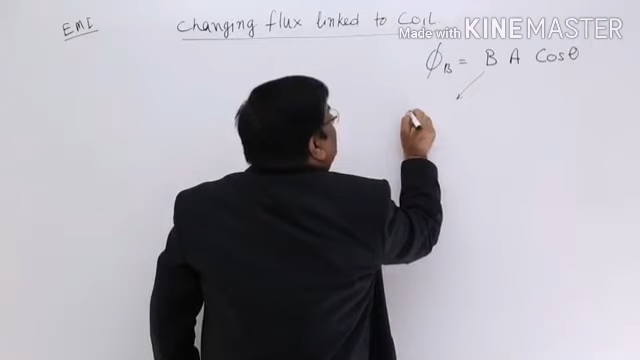 EMI
Changing flux linked to COIL
Made with KINEMASTER
ϕB = B A Cosθ